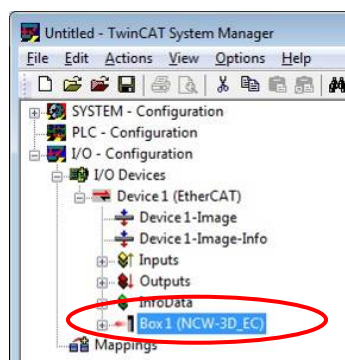 Untitled - TwinCAT System Manager
File Edit Actions View Options Help
SYSTEM - Configuration
PLC - Configuration
I/O - Configuration
I/O Devices
Device 1 (EtherCAT)
Device 1-Image
Device 1-Image-Info
Inputs
Outputs
InfoData
Box 1 (NCW-3D_EC)
Mappings